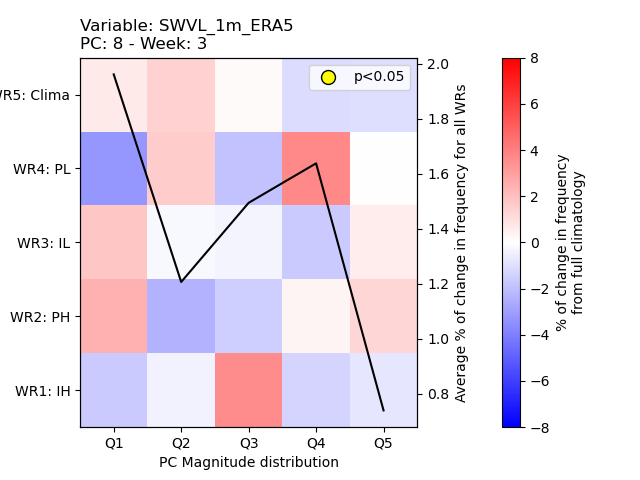 Variable: SWVL_1m_ERA5
PC: 8 - Week: 3
p<0.05
WR5: Clima
WR4: PL
WR3: IL
WR2: PH
WR1: IH
Q1 Q2 Q3 Q4 Q5
PC Magnitude distribution
2.0
1.8
1.6
1.4
1.2
1.0
0.8
Average % of change in frequency for all WRs
8
6
4
2
0
−2
−4
−6
−8
% of change in frequency
from full climatology